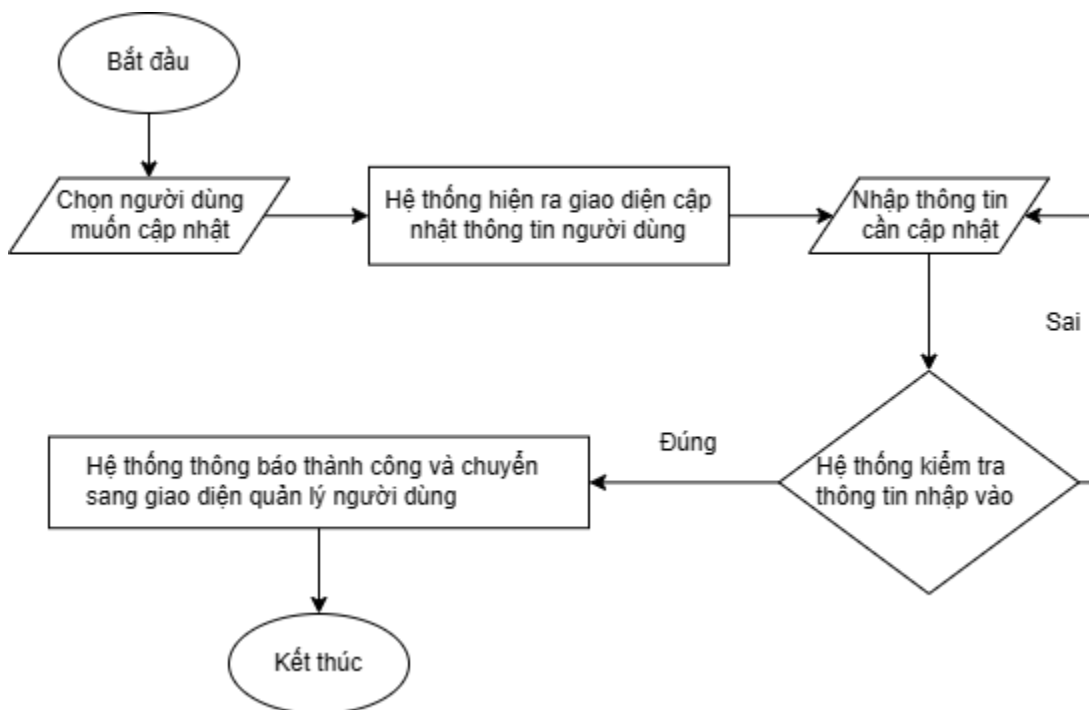 Bắt đầu
Chọn người dùng
muốn cập nhật
Hệ thống hiện ra giao diện cập
nhật thông tin người dùng
Nhập thông tin
cần cập nhật
Sai
Hệ thống kiểm tra
thông tin nhập vào
Đúng
Hệ thống thông báo thành công và chuyển
sang giao diện quản lý người dùng
Kết thúc